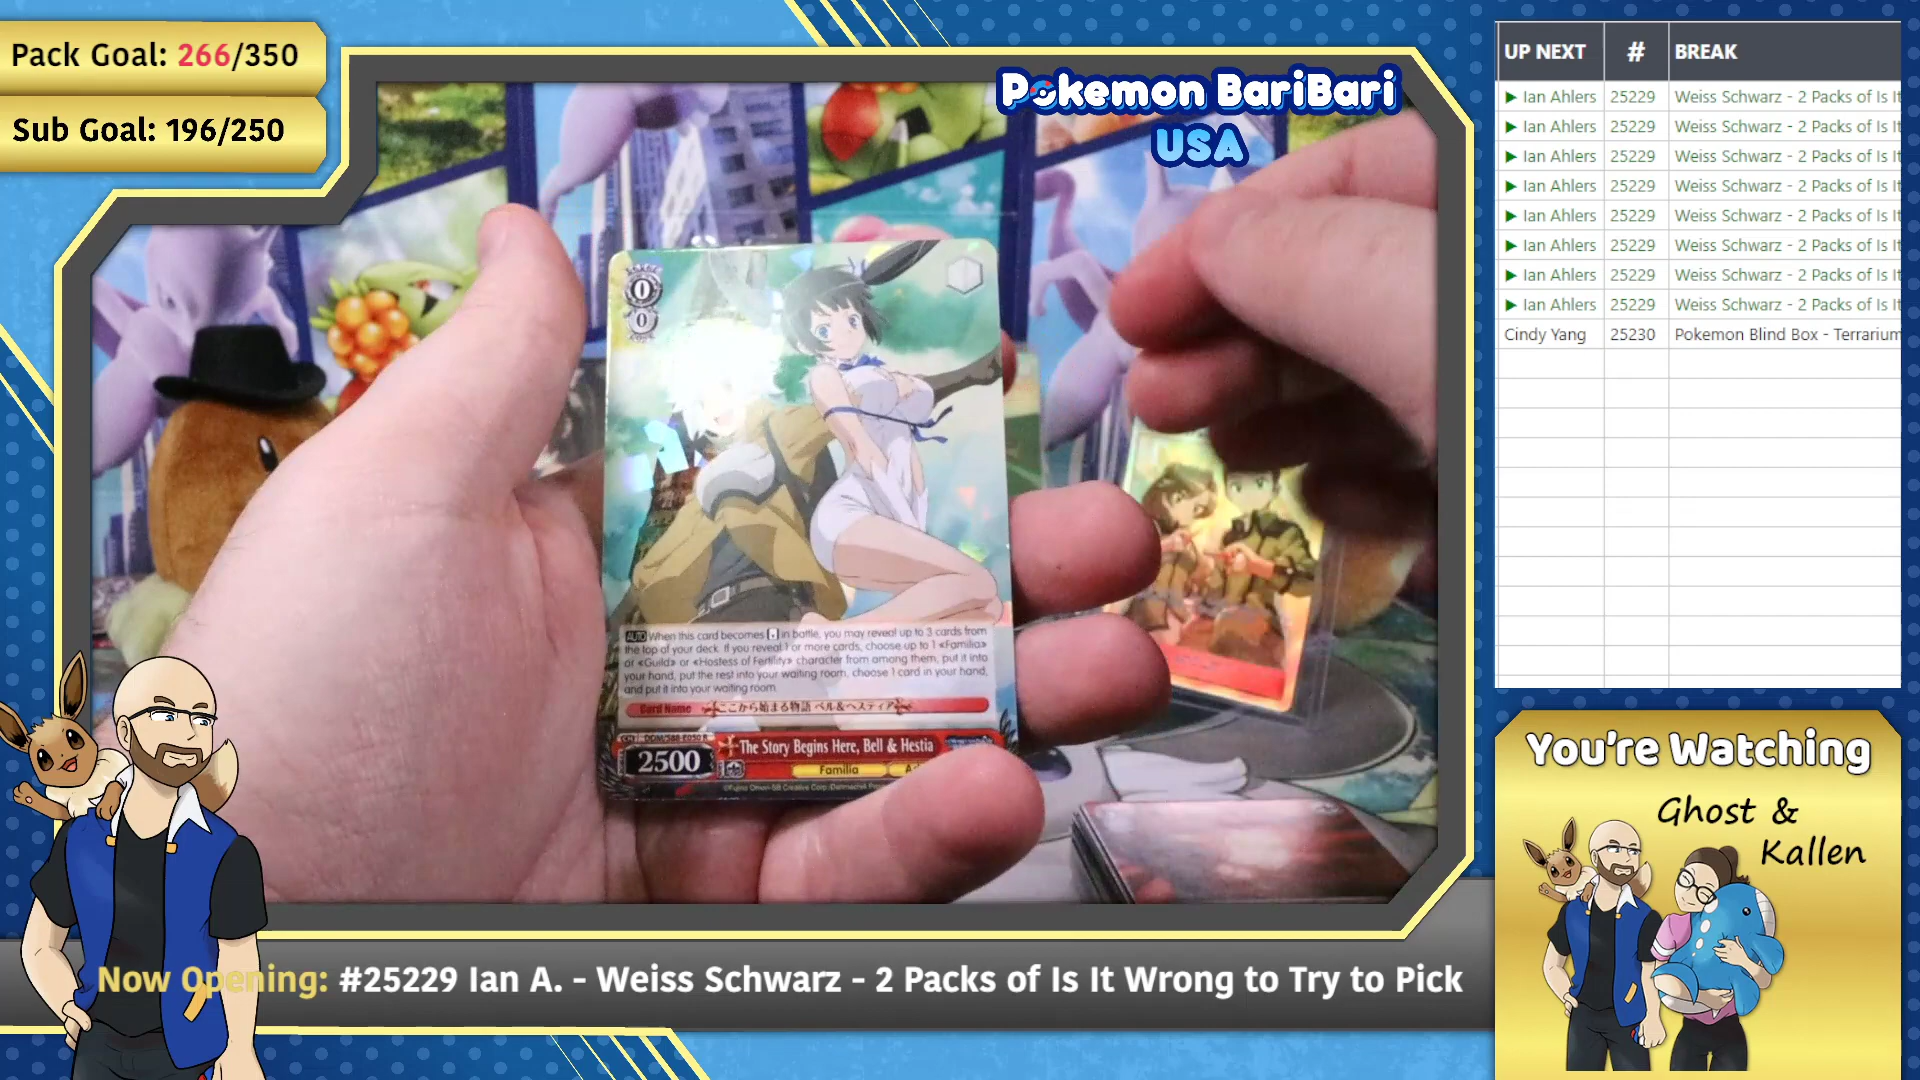 Pack Goal: 266/350
Sub Goal: 196/250
Pokemon BariBari
USA
0
0
AUTO When this card becomes in battle, you may reveal up to 3 cards from
the top of your deck. If you reveal 1 or more cards, choose up to 1 «Familia»
or «Guild» or «Hostess of Fertility» character from among them, put it into
your hand, put the rest into your waiting room, choose 1 card in your hand,
and put it into your waiting room.
Card Name ここから始まる物語 ベル&ヘスティア
2500
The Story Begins Here, Bell & Hestia
Familia
UP NEXT # BREAK
▶ Ian Ahlers 25229 Weiss Schwarz - 2 Packs of Is It
▶ Ian Ahlers 25229 Weiss Schwarz - 2 Packs of Is It
▶ Ian Ahlers 25229 Weiss Schwarz - 2 Packs of Is It
▶ Ian Ahlers 25229 Weiss Schwarz - 2 Packs of Is It
▶ Ian Ahlers 25229 Weiss Schwarz - 2 Packs of Is It
▶ Ian Ahlers 25229 Weiss Schwarz - 2 Packs of Is It
▶ Ian Ahlers 25229 Weiss Schwarz - 2 Packs of Is It
▶ Ian Ahlers 25229 Weiss Schwarz - 2 Packs of Is It
Cindy Yang 25230 Pokemon Blind Box - Terrarium
You're Watching
Ghost &
Kallen
Now Opening: #25229 Ian A. - Weiss Schwarz - 2 Packs of Is It Wrong to Try to Pick